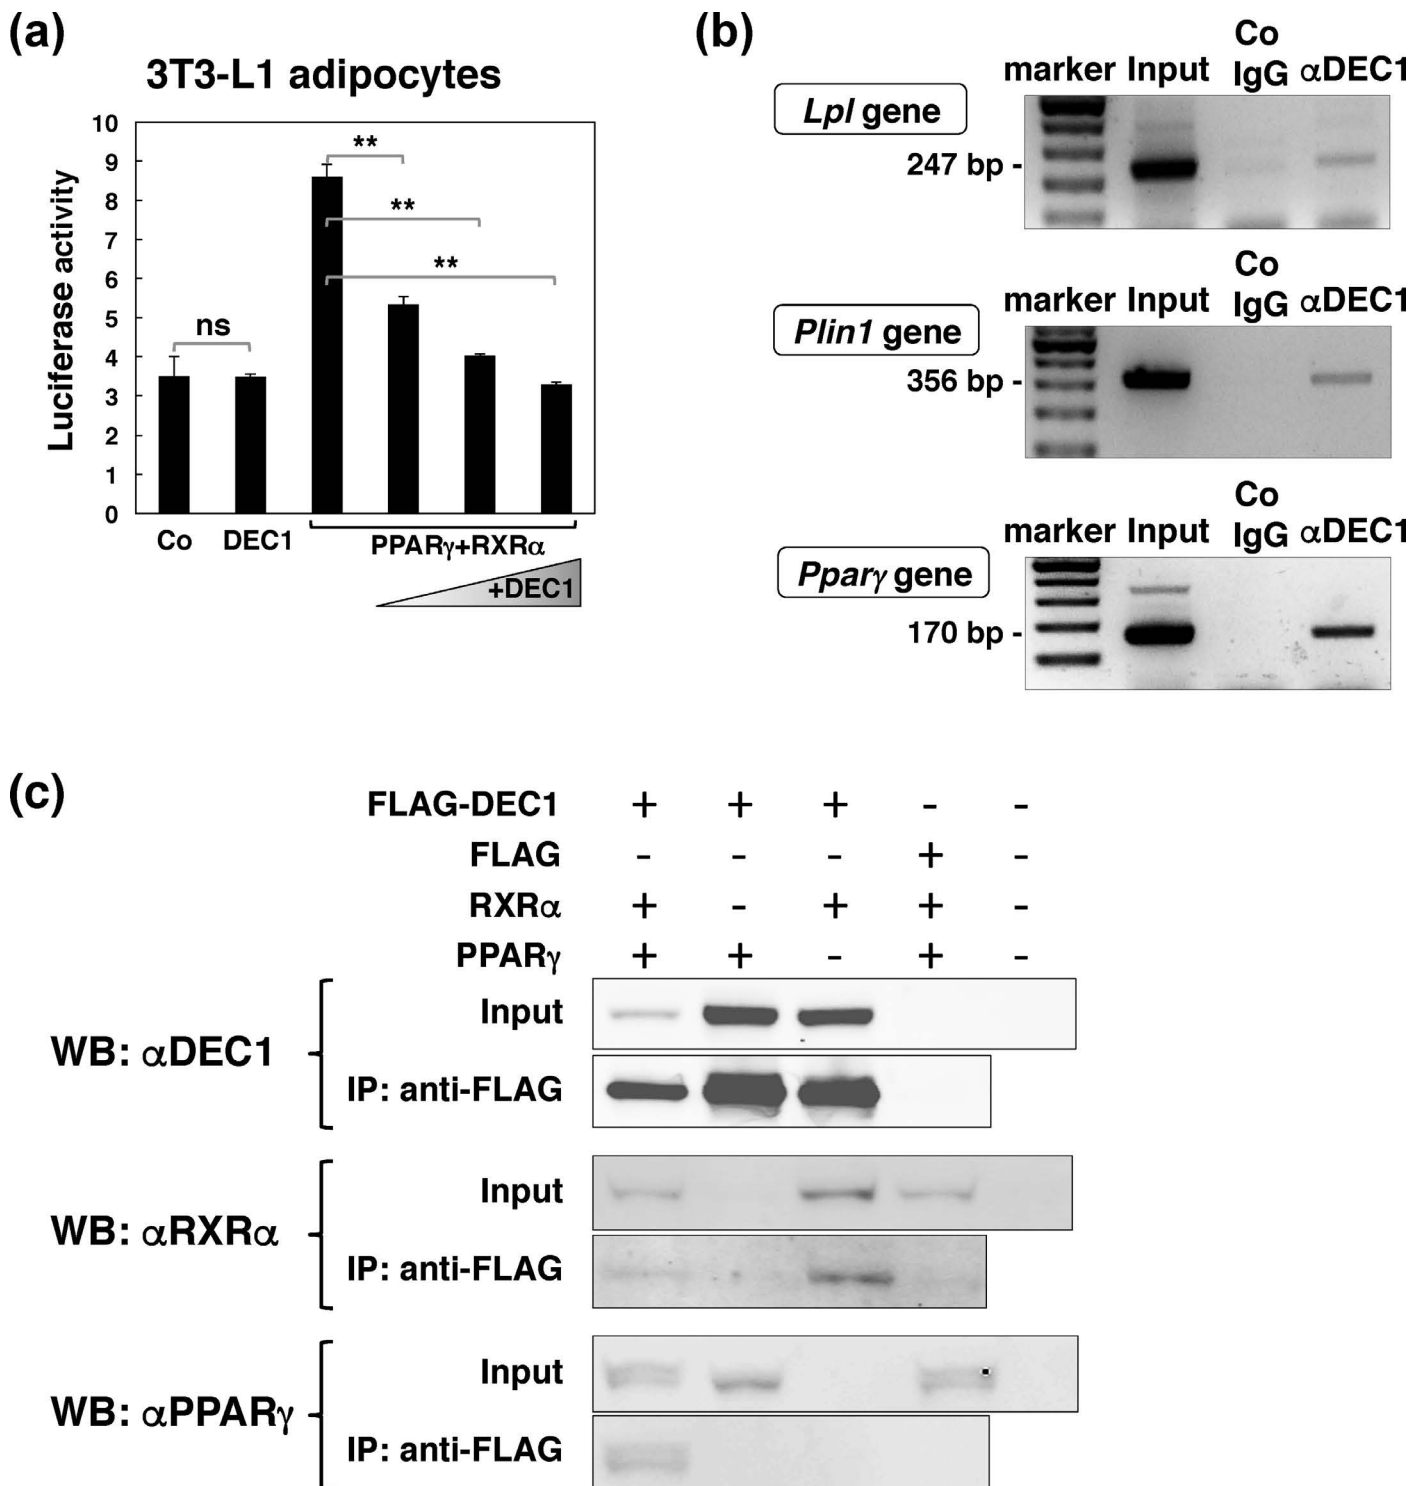 (a)
3T3-L1 adipocytes
Luciferase activity
10
9
8
7
6
5
4
3
2
1
0
ns
**
**
**
Co DEC1 PPARγ+RXRα
+DEC1
(b)
Lpl gene
marker Input Co IgG αDEC1
247 bp -
Plin1 gene
marker Input Co IgG αDEC1
356 bp -
Pparγ gene
marker Input Co IgG αDEC1
170 bp -
(c)
FLAG-DEC1 + + + - -
FLAG - - - + -
RXRα + - + + -
PPARγ + + - + -
WB: αDEC1
Input
IP: anti-FLAG
WB: αRXRα
Input
IP: anti-FLAG
WB: αPPARγ
Input
IP: anti-FLAG